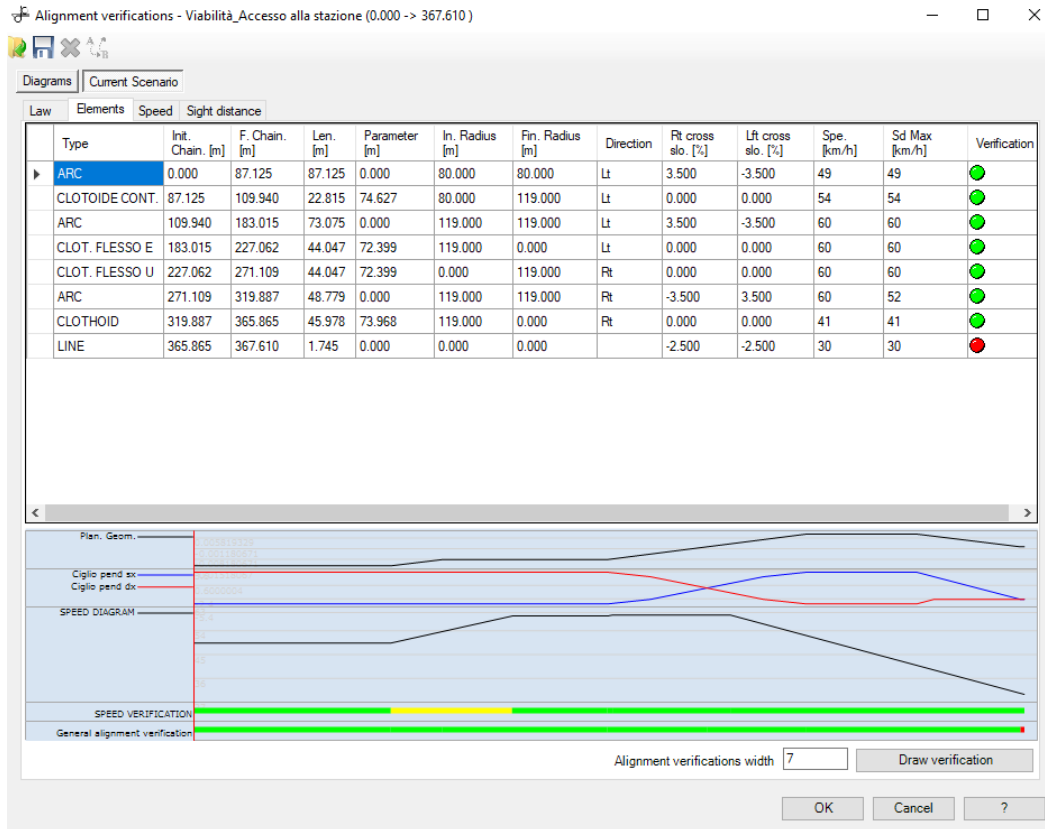 Alignment verifications - Viabilità_Accesso alla stazione (0.000 -> 367.610 )
Diagrams Current Scenario
Law Elements Speed Sight distance
Type Init. Chain. [m] F. Chain. [m] Len. [m] Parameter [m] In. Radius [m] Fin. Radius [m] Direction Rt cross slo. [%] Lft cross slo. [%] Spe. [km/h] Sd Max [km/h] Verification
ARC 0.000 87.125 87.125 0.000 80.000 80.000 Lt 3.500 -3.500 49 49
CLOTOIDE CONT. 87.125 109.940 22.815 74.627 80.000 119.000 Lt 0.000 0.000 54 54
ARC 109.940 183.015 73.075 0.000 119.000 119.000 Lt 3.500 -3.500 60 60
CLOT. FLESSO E 183.015 227.062 44.047 72.399 119.000 0.000 Lt 0.000 0.000 60 60
CLOT. FLESSO U 227.062 271.109 44.047 72.399 0.000 119.000 Rt 0.000 0.000 60 60
ARC 271.109 319.887 48.779 0.000 119.000 119.000 Rt -3.500 3.500 60 52
CLOTHOID 319.887 365.865 45.978 73.968 119.000 0.000 Rt 0.000 0.000 41 41
LINE 365.865 367.610 1.745 0.000 0.000 0.000 -2.500 -2.500 30 30
Plan. Geom.
Ciglio pend sx
Ciglio pend dx
SPEED DIAGRAM
SPEED VERIFICATION
General alignment verification
Alignment verifications width 7 Draw verification
OK Cancel ?